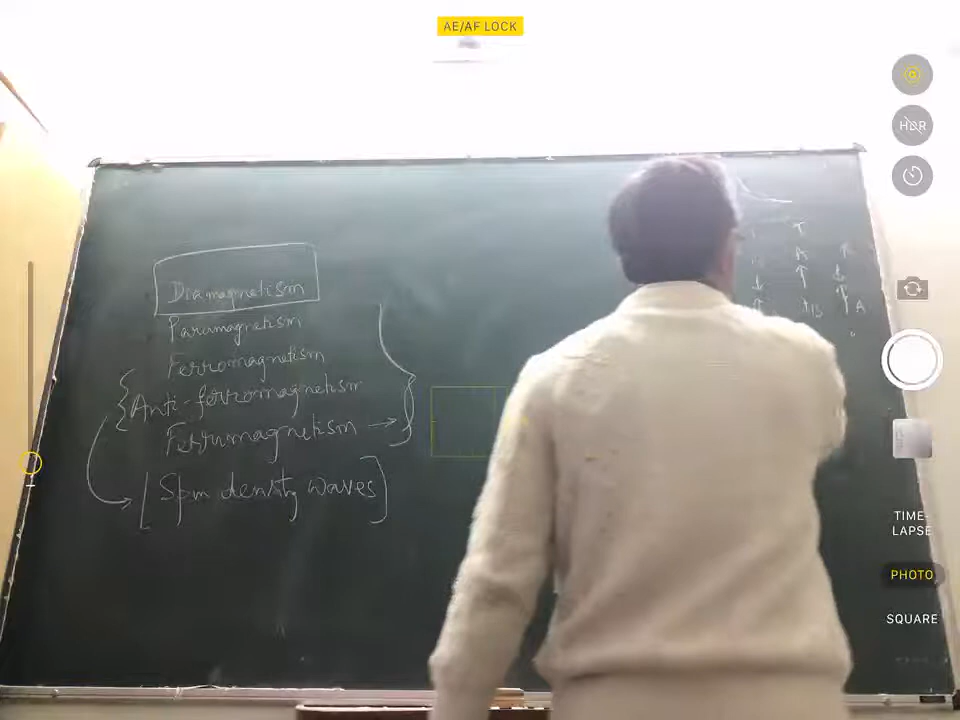 AE/AF LOCK
HDR
Diamagnetism
Paramagnetism
Ferromagnetism
Anti-ferromagnetism
Ferrimagnetism
[Spin density waves]
A
B A
TIME-
LAPSE
PHOTO
SQUARE